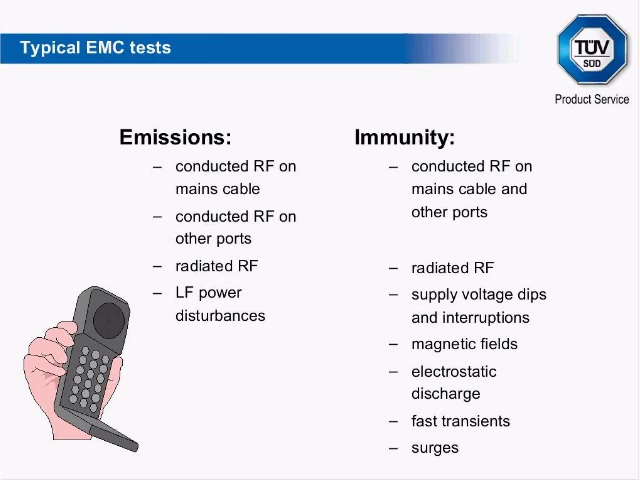 Typical EMC tests
TÜV
SÜD
Product Service
Emissions:
– conducted RF on
mains cable
– conducted RF on
other ports
– radiated RF
– LF power
disturbances
Immunity:
– conducted RF on
mains cable and
other ports
– radiated RF
– supply voltage dips
and interruptions
– magnetic fields
– electrostatic
discharge
– fast transients
– surges